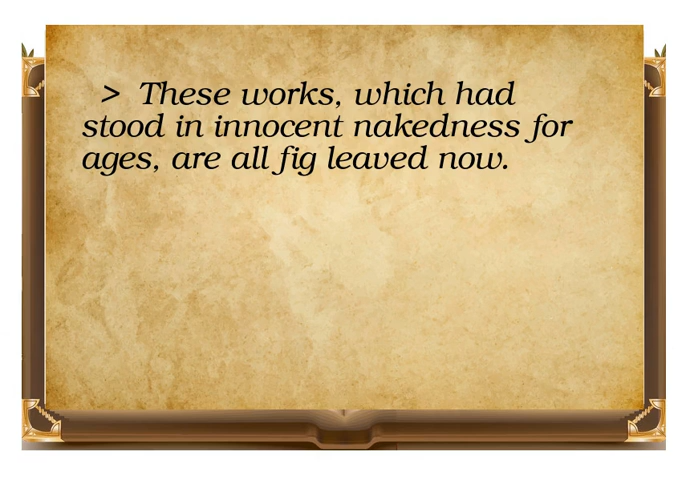 > These works, which had
stood in innocent nakedness for
ages, are all fig leaved now.